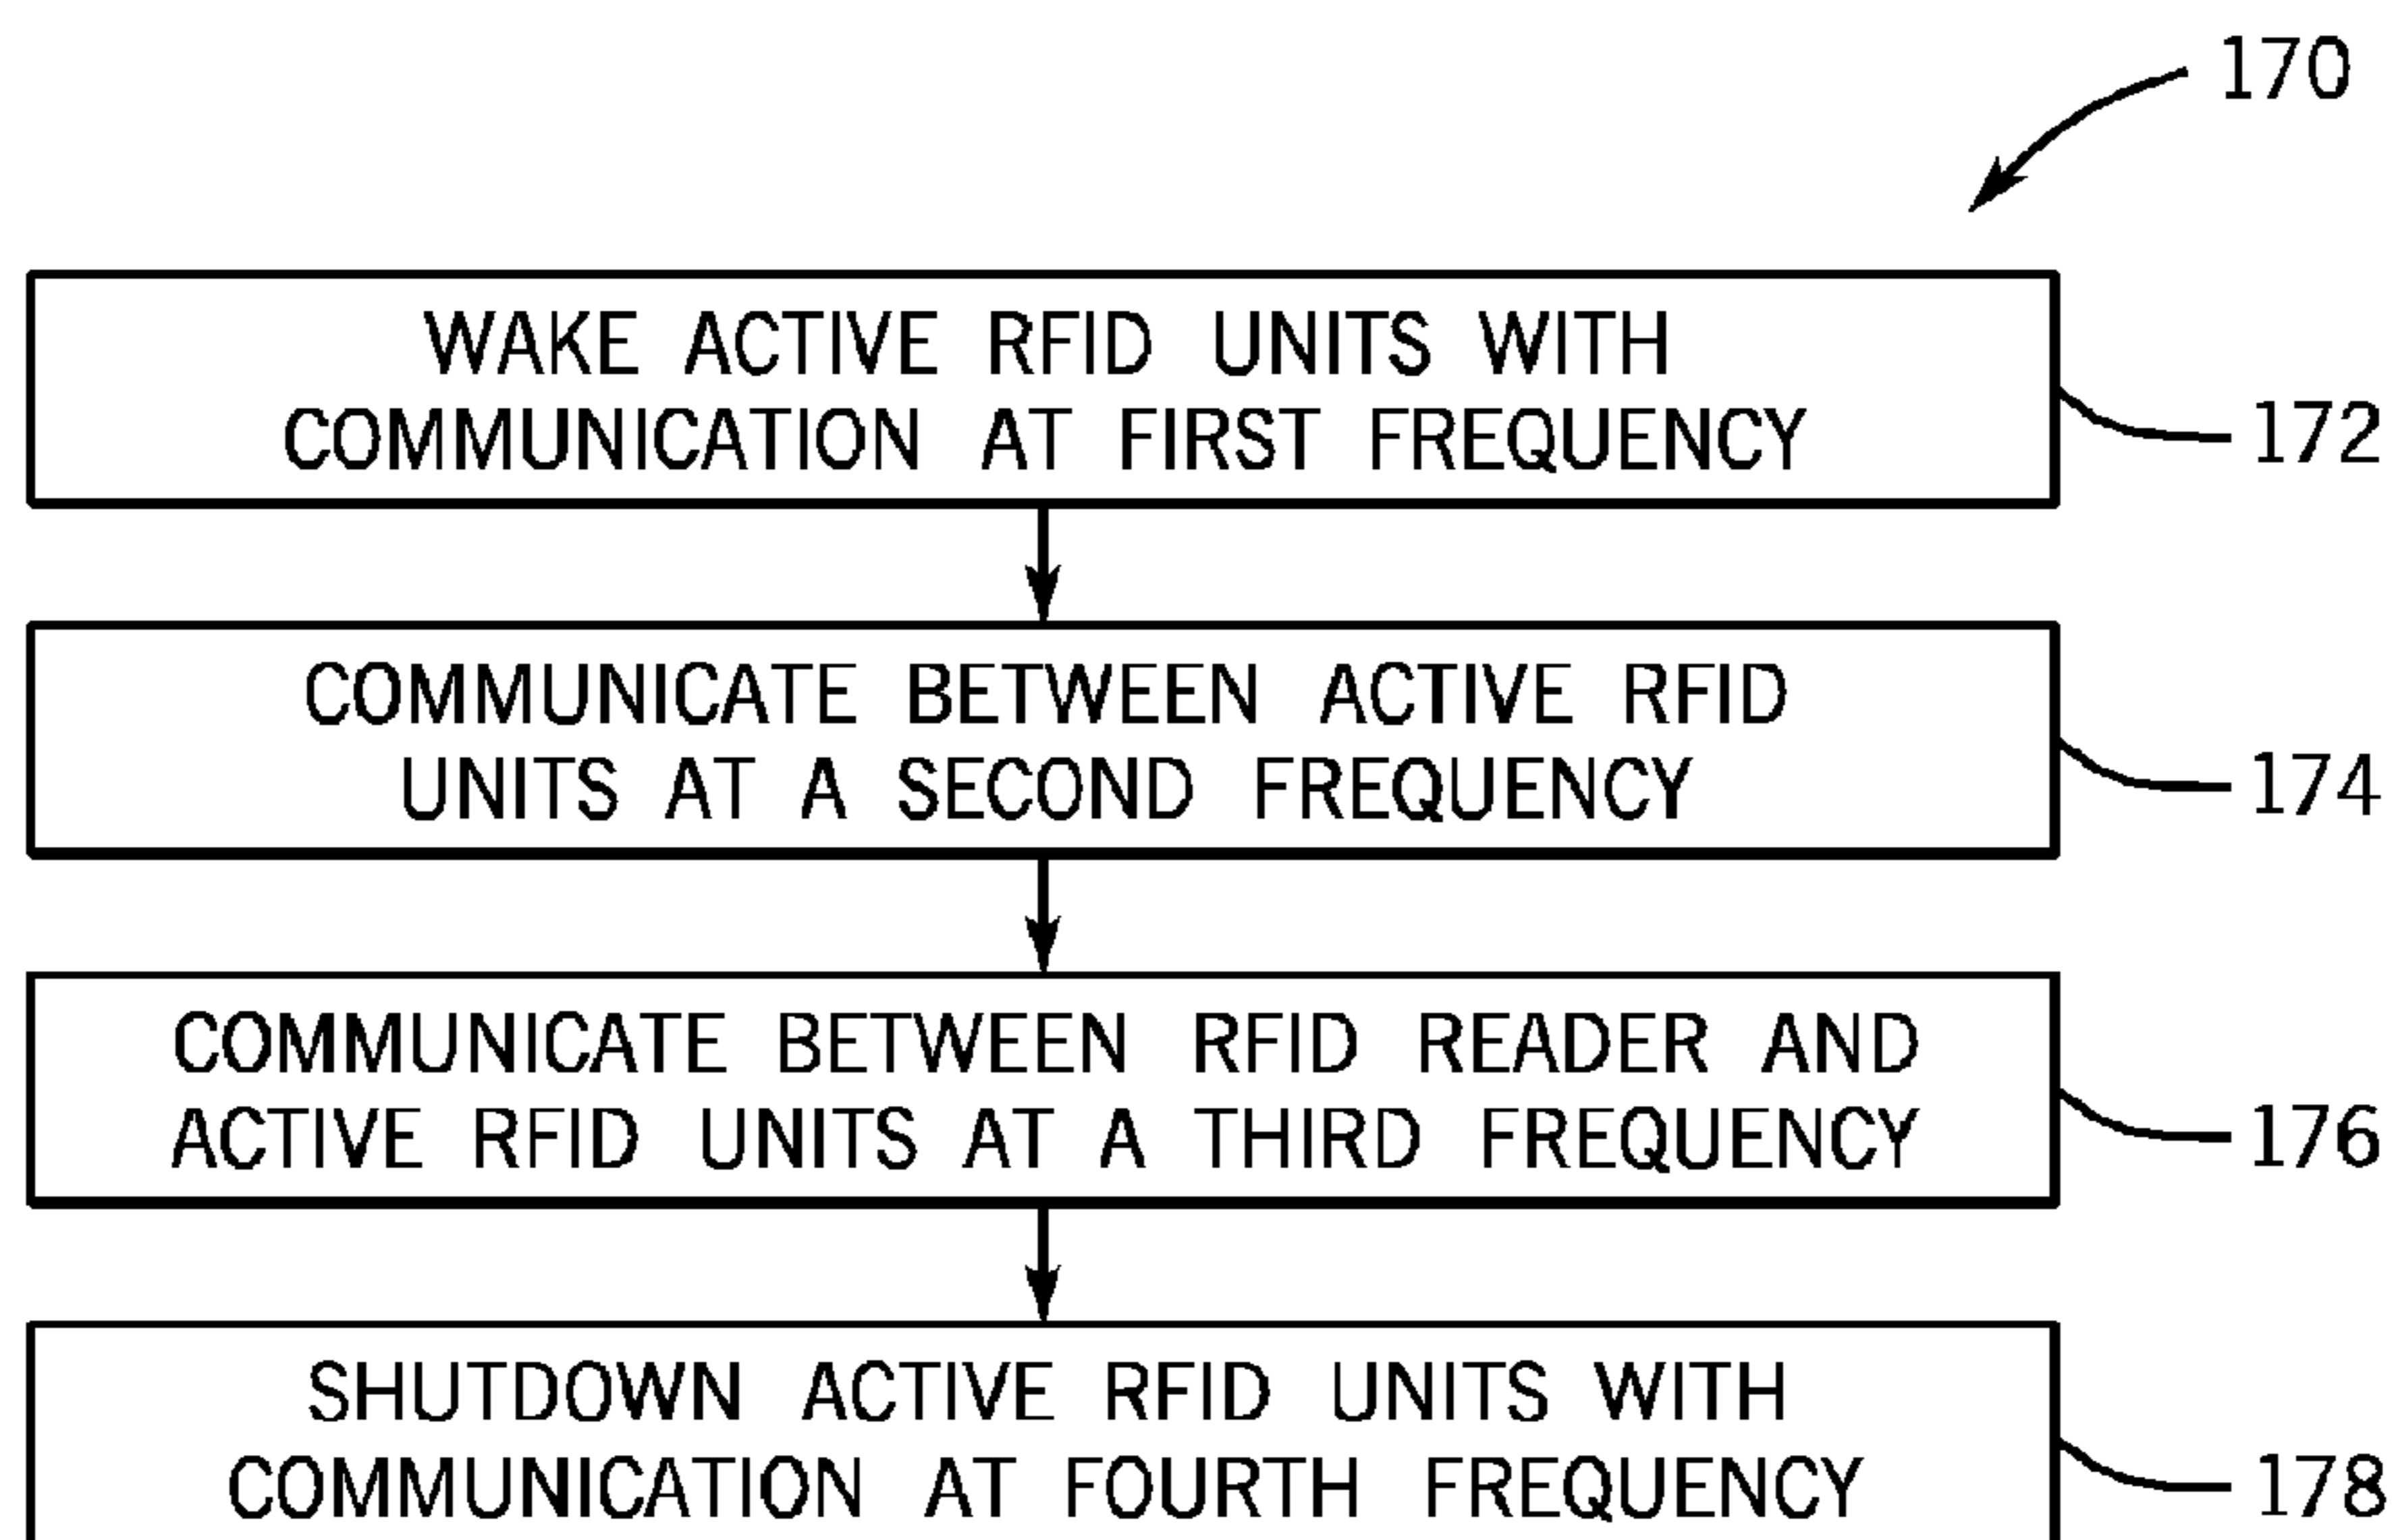 170
WAKE ACTIVE RFID UNITS WITH
COMMUNICATION AT FIRST FREQUENCY
172
COMMUNICATE BETWEEN ACTIVE RFID
UNITS AT A SECOND FREQUENCY
174
COMMUNICATE BETWEEN RFID READER AND
ACTIVE RFID UNITS AT A THIRD FREQUENCY
176
SHUTDOWN ACTIVE RFID UNITS WITH
COMMUNICATION AT FOURTH FREQUENCY
178